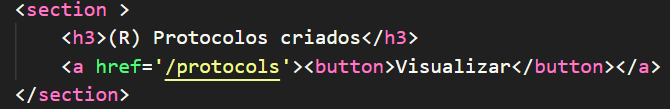 <section >
<h3>(R) Protocolos criados</h3>
<a href='/protocols'><button>Visualizar</button></a>
</section>